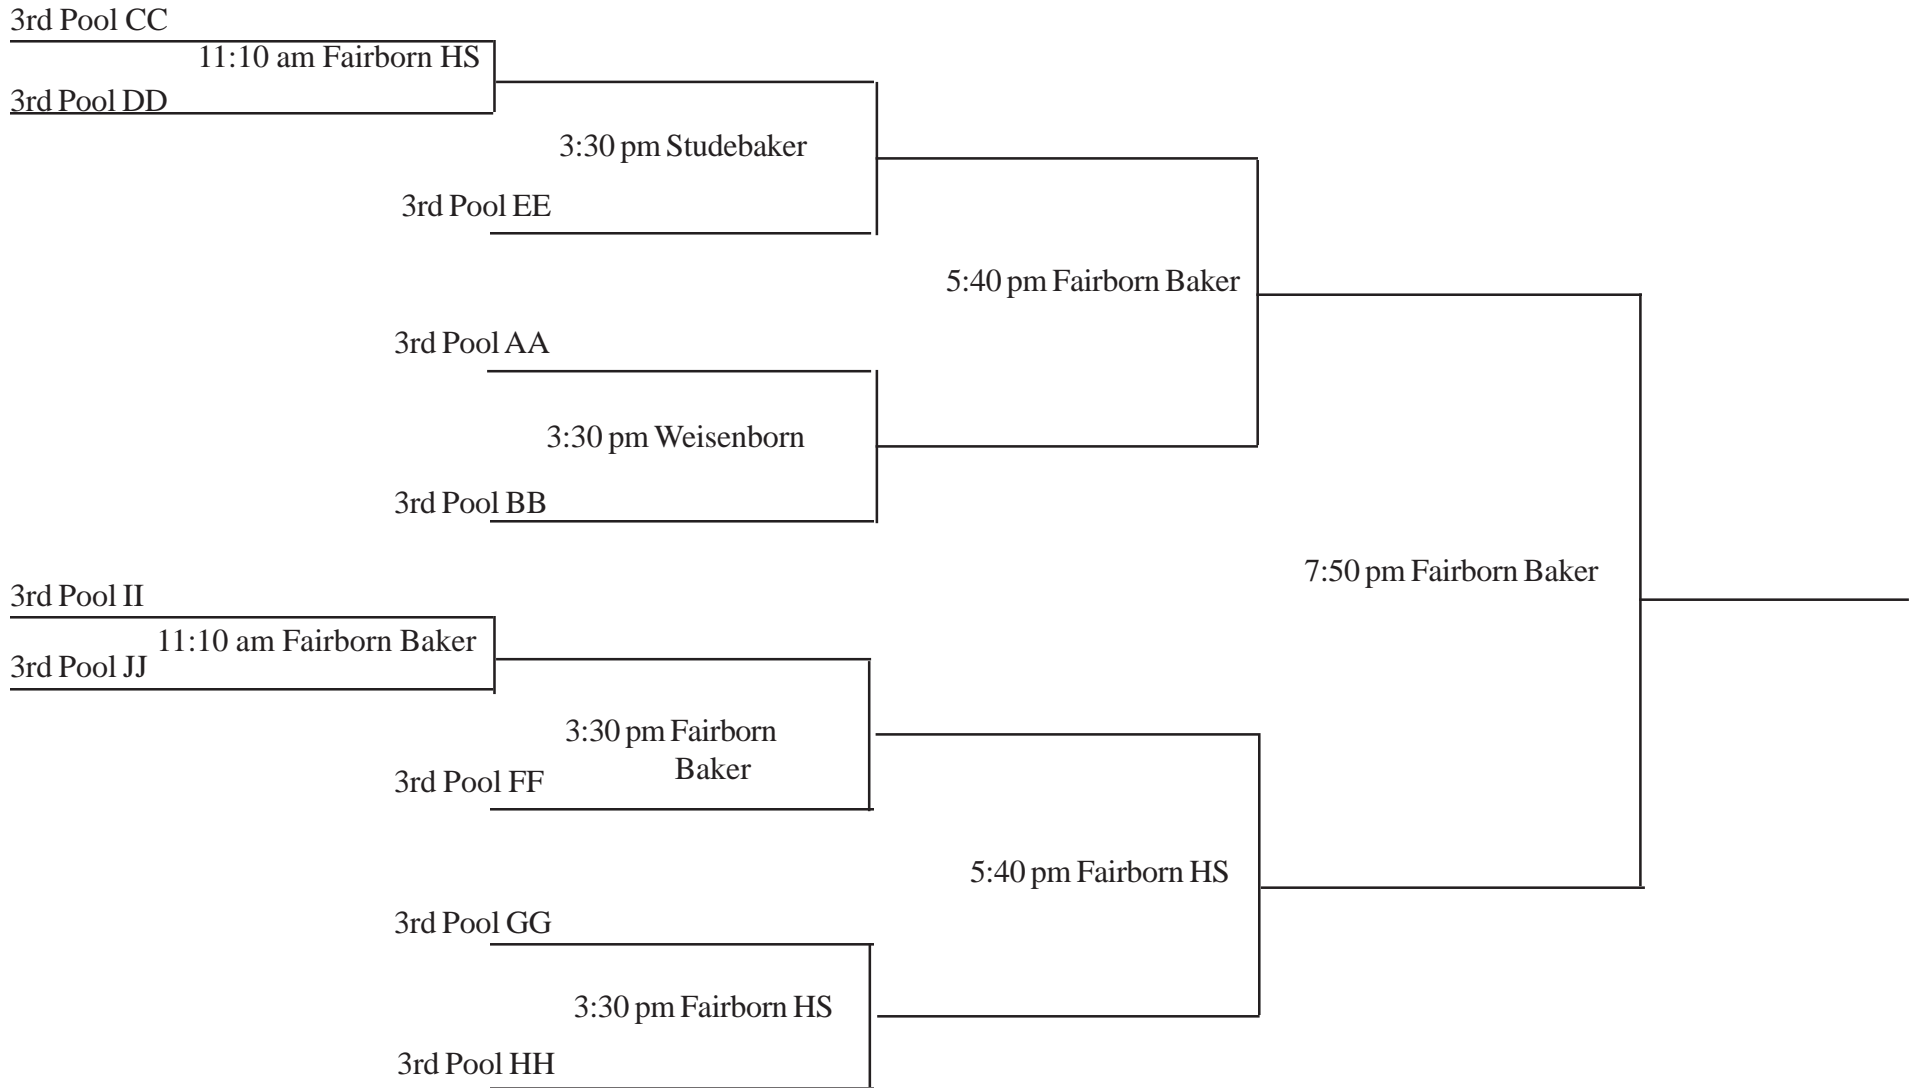 3rd Pool CC
11:10 am Fairborn HS
3rd Pool DD
3:30 pm Studebaker
3rd Pool EE
5:40 pm Fairborn Baker
3rd Pool AA
3:30 pm Weisenborn
3rd Pool BB
7:50 pm Fairborn Baker
3rd Pool II
11:10 am Fairborn Baker
3rd Pool JJ
3:30 pm Fairborn
Baker
3rd Pool FF
5:40 pm Fairborn HS
3rd Pool GG
3:30 pm Fairborn HS
3rd Pool HH